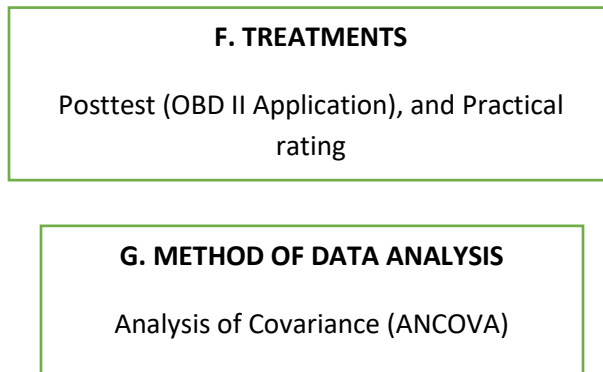 F. TREATMENTS
Posttest (OBD II Application), and Practical
rating
G. METHOD OF DATA ANALYSIS
Analysis of Covariance (ANCOVA)